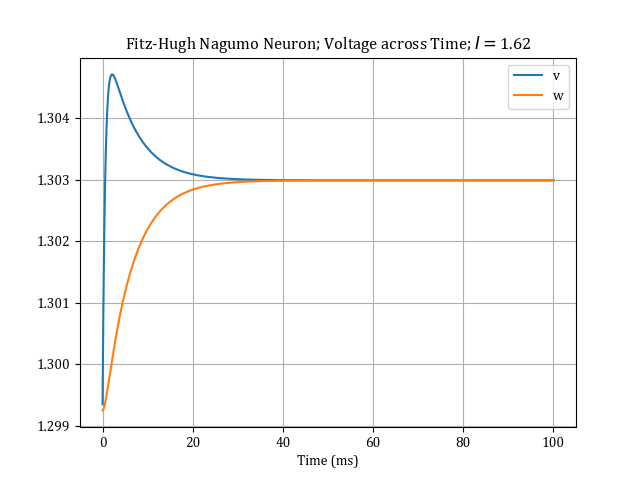 Fitz-Hugh Nagumo Neuron; Voltage across Time; I = 1.62
v
w
1.304
1.303
1.302
1.301
1.300
1.299
0 20 40 60 80 100
Time (ms)